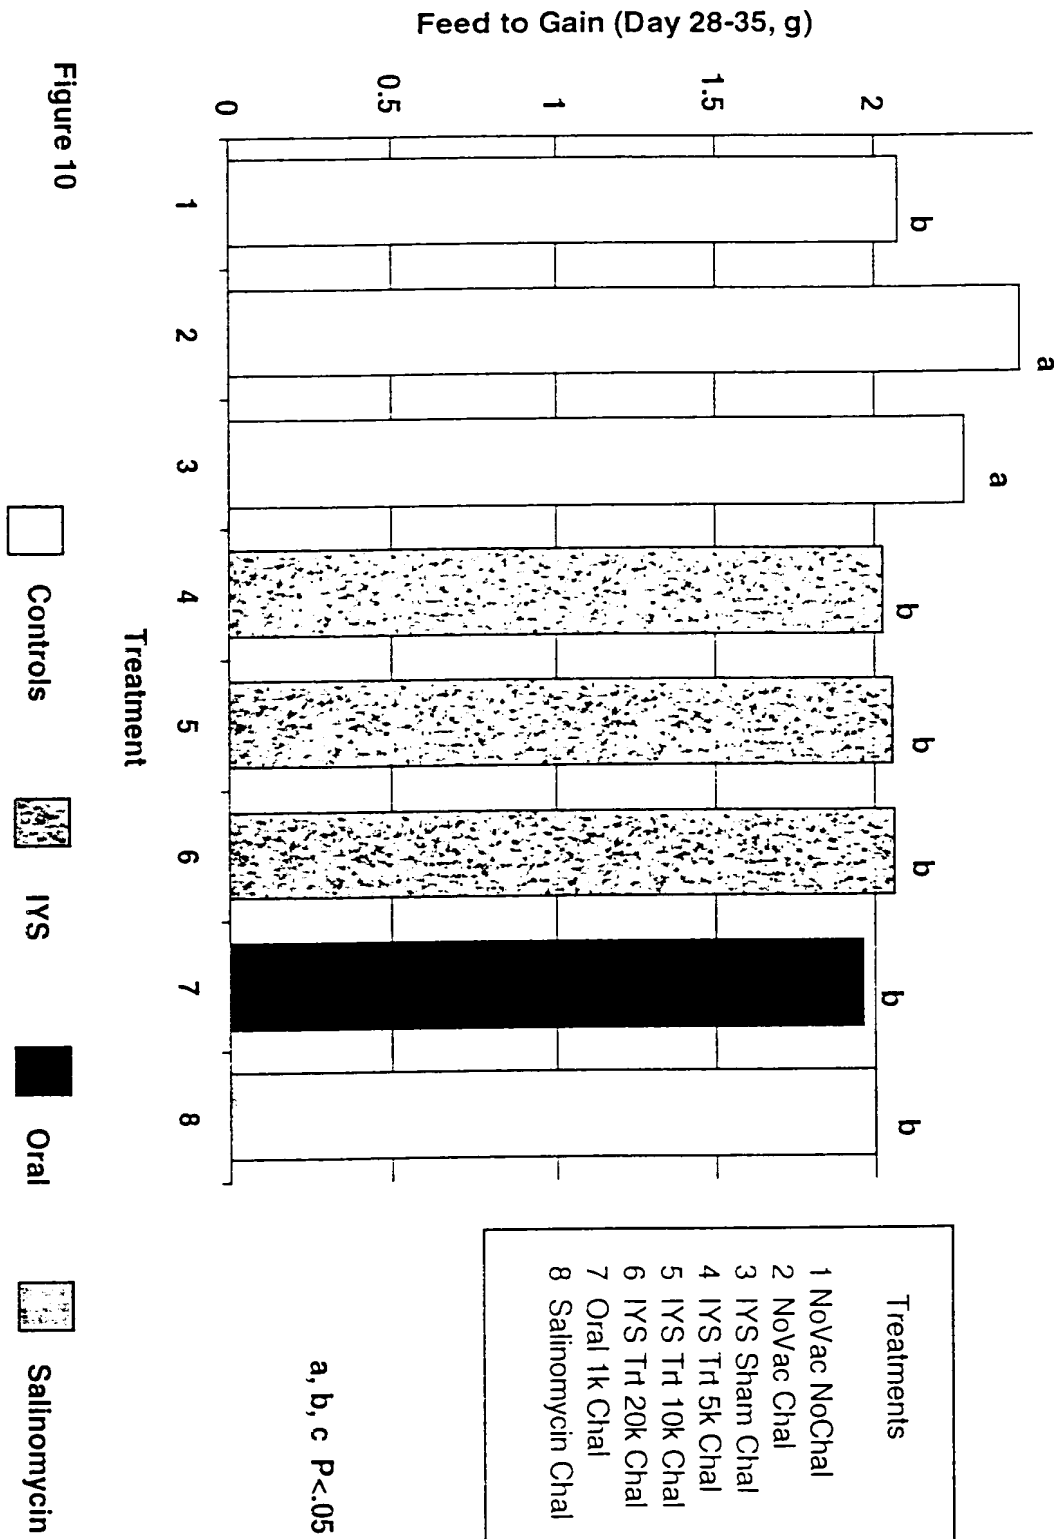 Feed to Gain (Day 28-35, g)
2
1.5
1
0.5
0
b
a
a
b
b
b
b
b
1 2 3 4 5 6 7 8
Treatment
Controls IYS Oral Salinomycin
Treatments
1 NoVac NoChal
2 NoVac Chal
3 IYS Sham Chal
4 IYS Trt 5k Chal
5 IYS Trt 10k Chal
6 IYS Trt 20k Chal
7 Oral 1k Chal
8 Salinomycin Chal
a, b, c P<.05
Figure 10